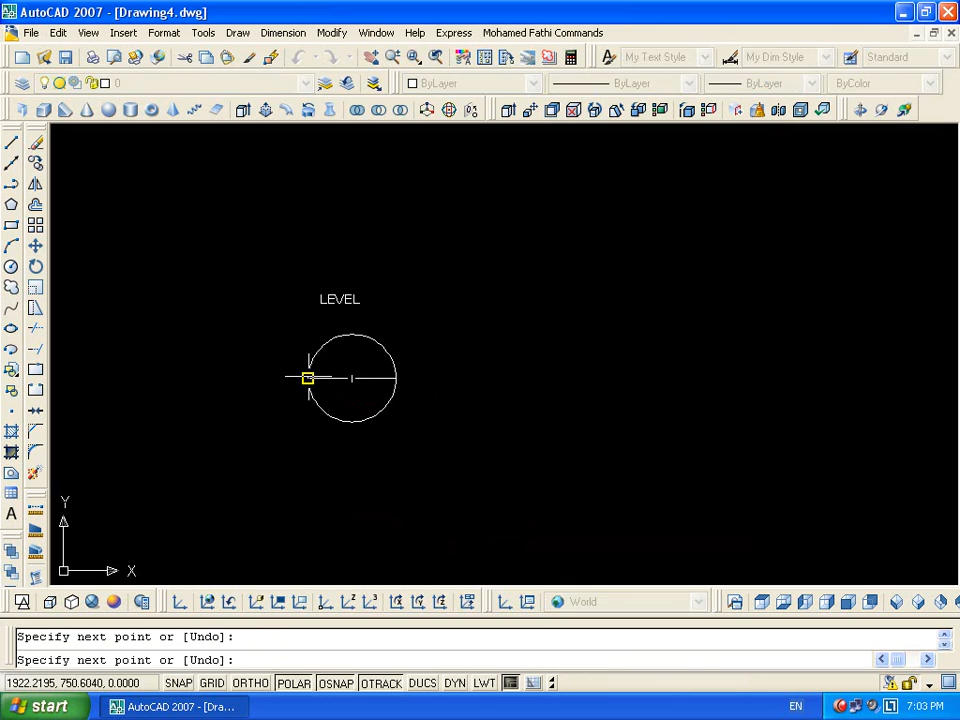 AutoCAD 2007 - [Drawing4.dwg]
File Edit View Insert Format Tools Draw Dimension Modify Window Help Express Mohamed Fathi Commands
My Text Style My Dim Style Standard
0 ByLayer ByLayer ByLayer ByColor
LEVEL
Y
X
World
Specify next point or [Undo]:
Specify next point or [Undo]:
1922.2195, 750.6040, 0.0000 SNAP GRID ORTHO POLAR OSNAP OTRACK DUCS DYN LWT
start AutoCAD 2007 - [Dra... EN 7:03 PM